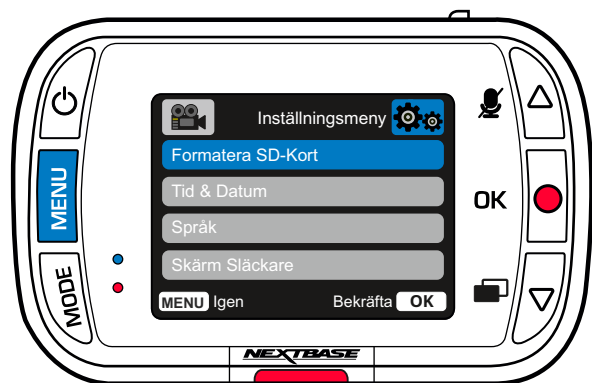 Inställningsmeny
Formatera SD-Kort
Tid & Datum
Språk
Skärm Släckare
MENU Igen
Bekräfta OK
MENU
MODE
OK
NEXTBASE